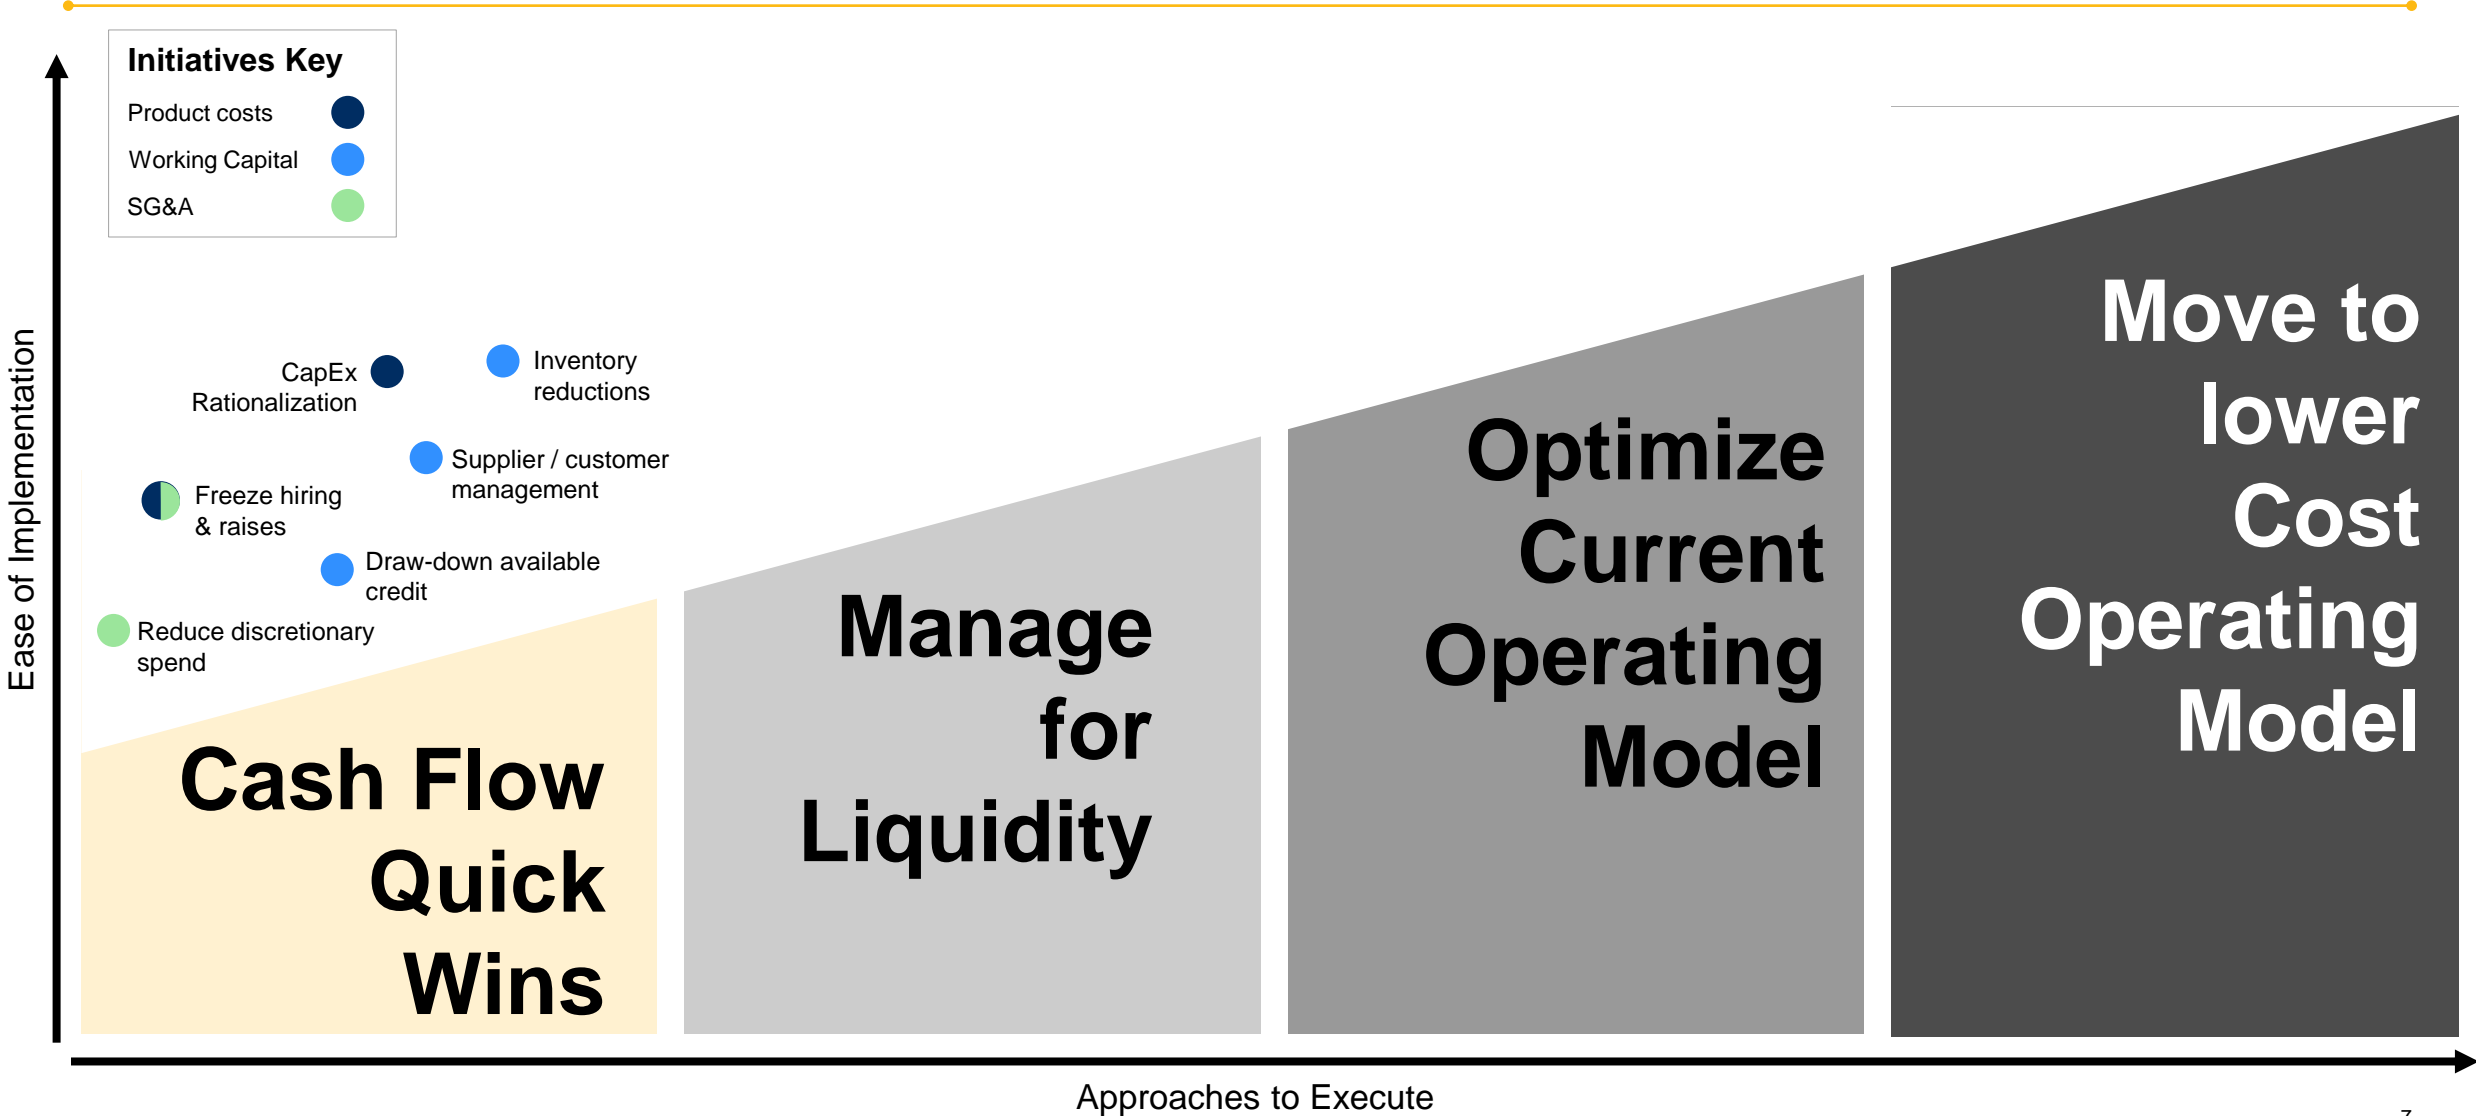 Initiatives Key
Product costs
Working Capital
SG&A
Ease of Implementation
CapEx
Rationalization
Inventory
reductions
Supplier / customer
management
Freeze hiring
& raises
Draw-down available
credit
Reduce discretionary
spend
Cash Flow
Quick
Wins
Manage
for
Liquidity
Optimize
Current
Operating
Model
Move to
lower
Cost
Operating
Model
Approaches to Execute